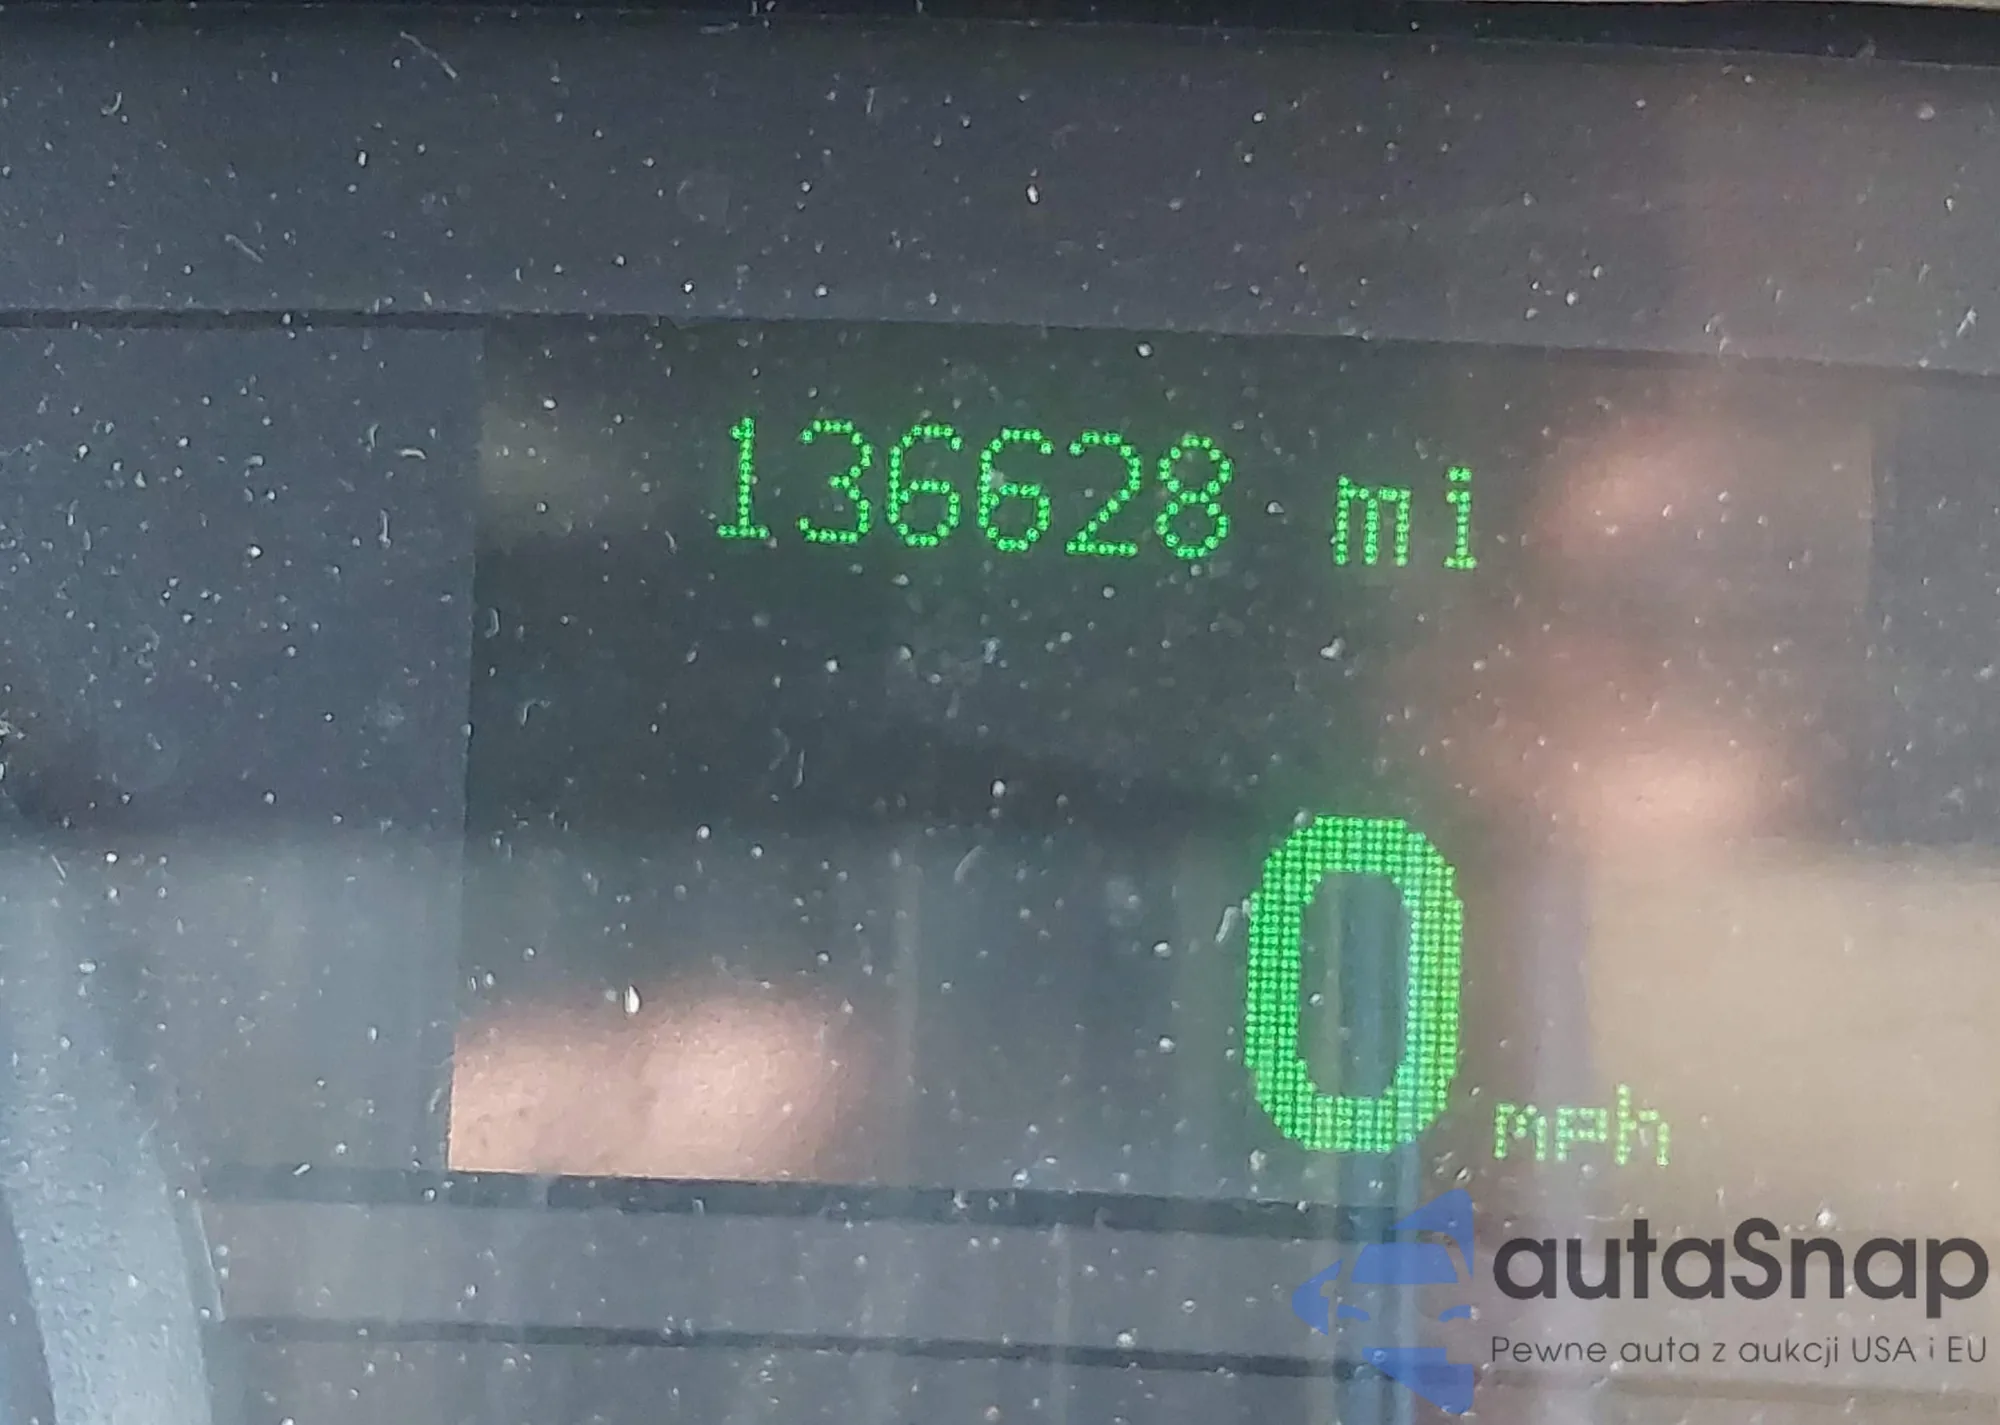 136628 mi
0 mph
autaSnap
Pewne auta z aukcji USA i EU